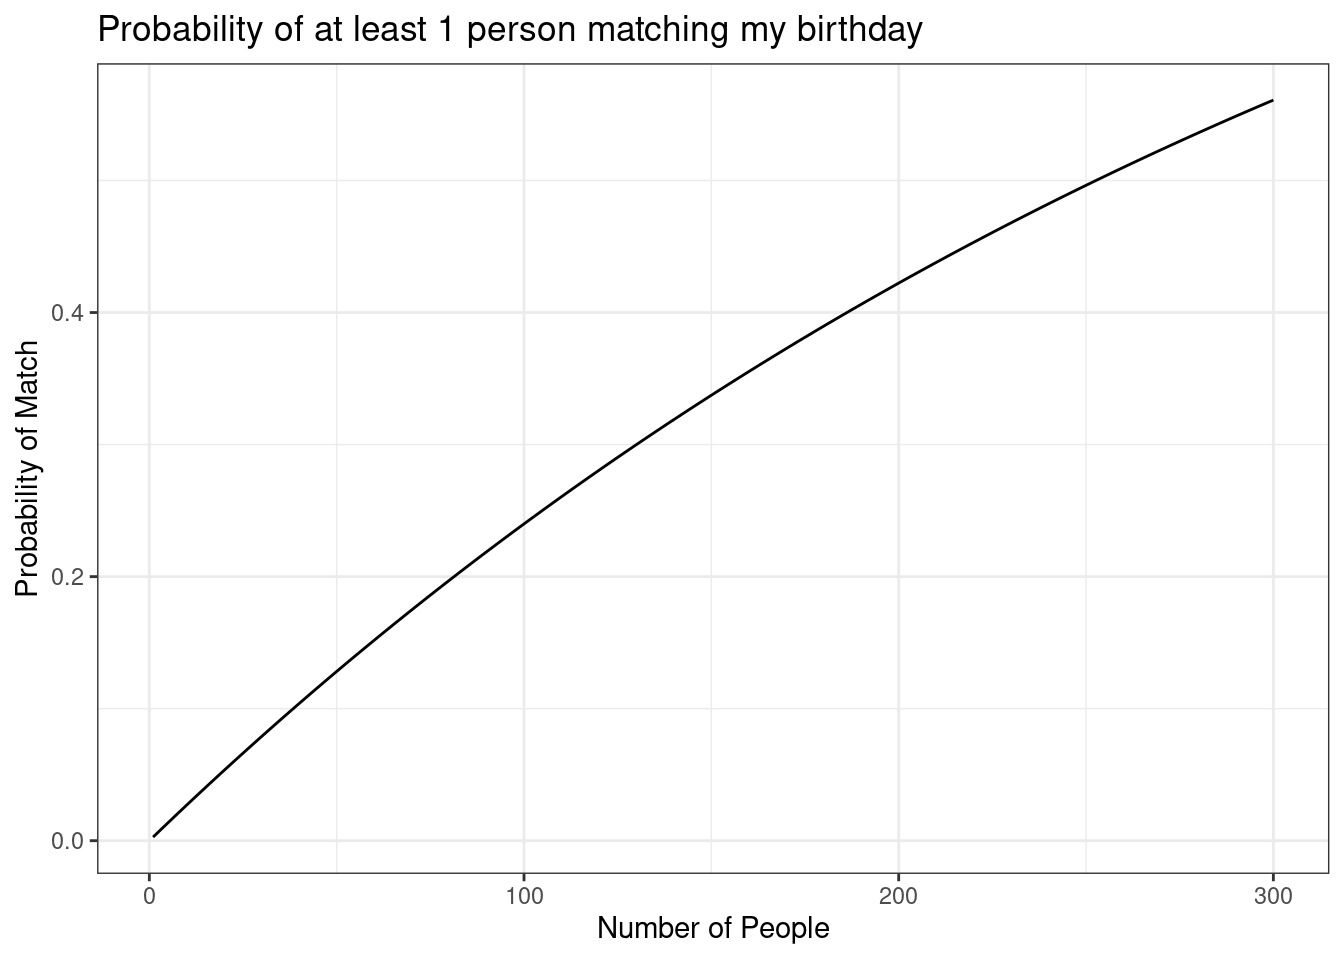 Probability of at least 1 person matching my birthday
Probability of Match
0.4
0.2
0.0
0 100 200 300
Number of People